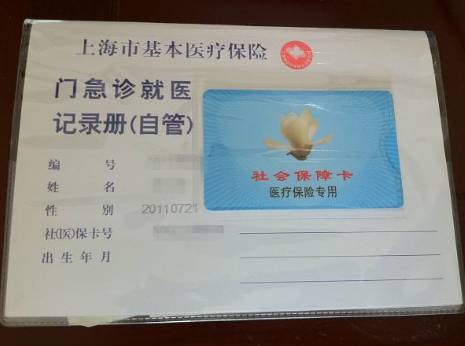 上海市基本医疗保险
门急诊就医
记录册(自管)
编 号
姓 名
性 别 20110721
社(医)保卡号
出生年月
社会保障卡
医疗保险专用